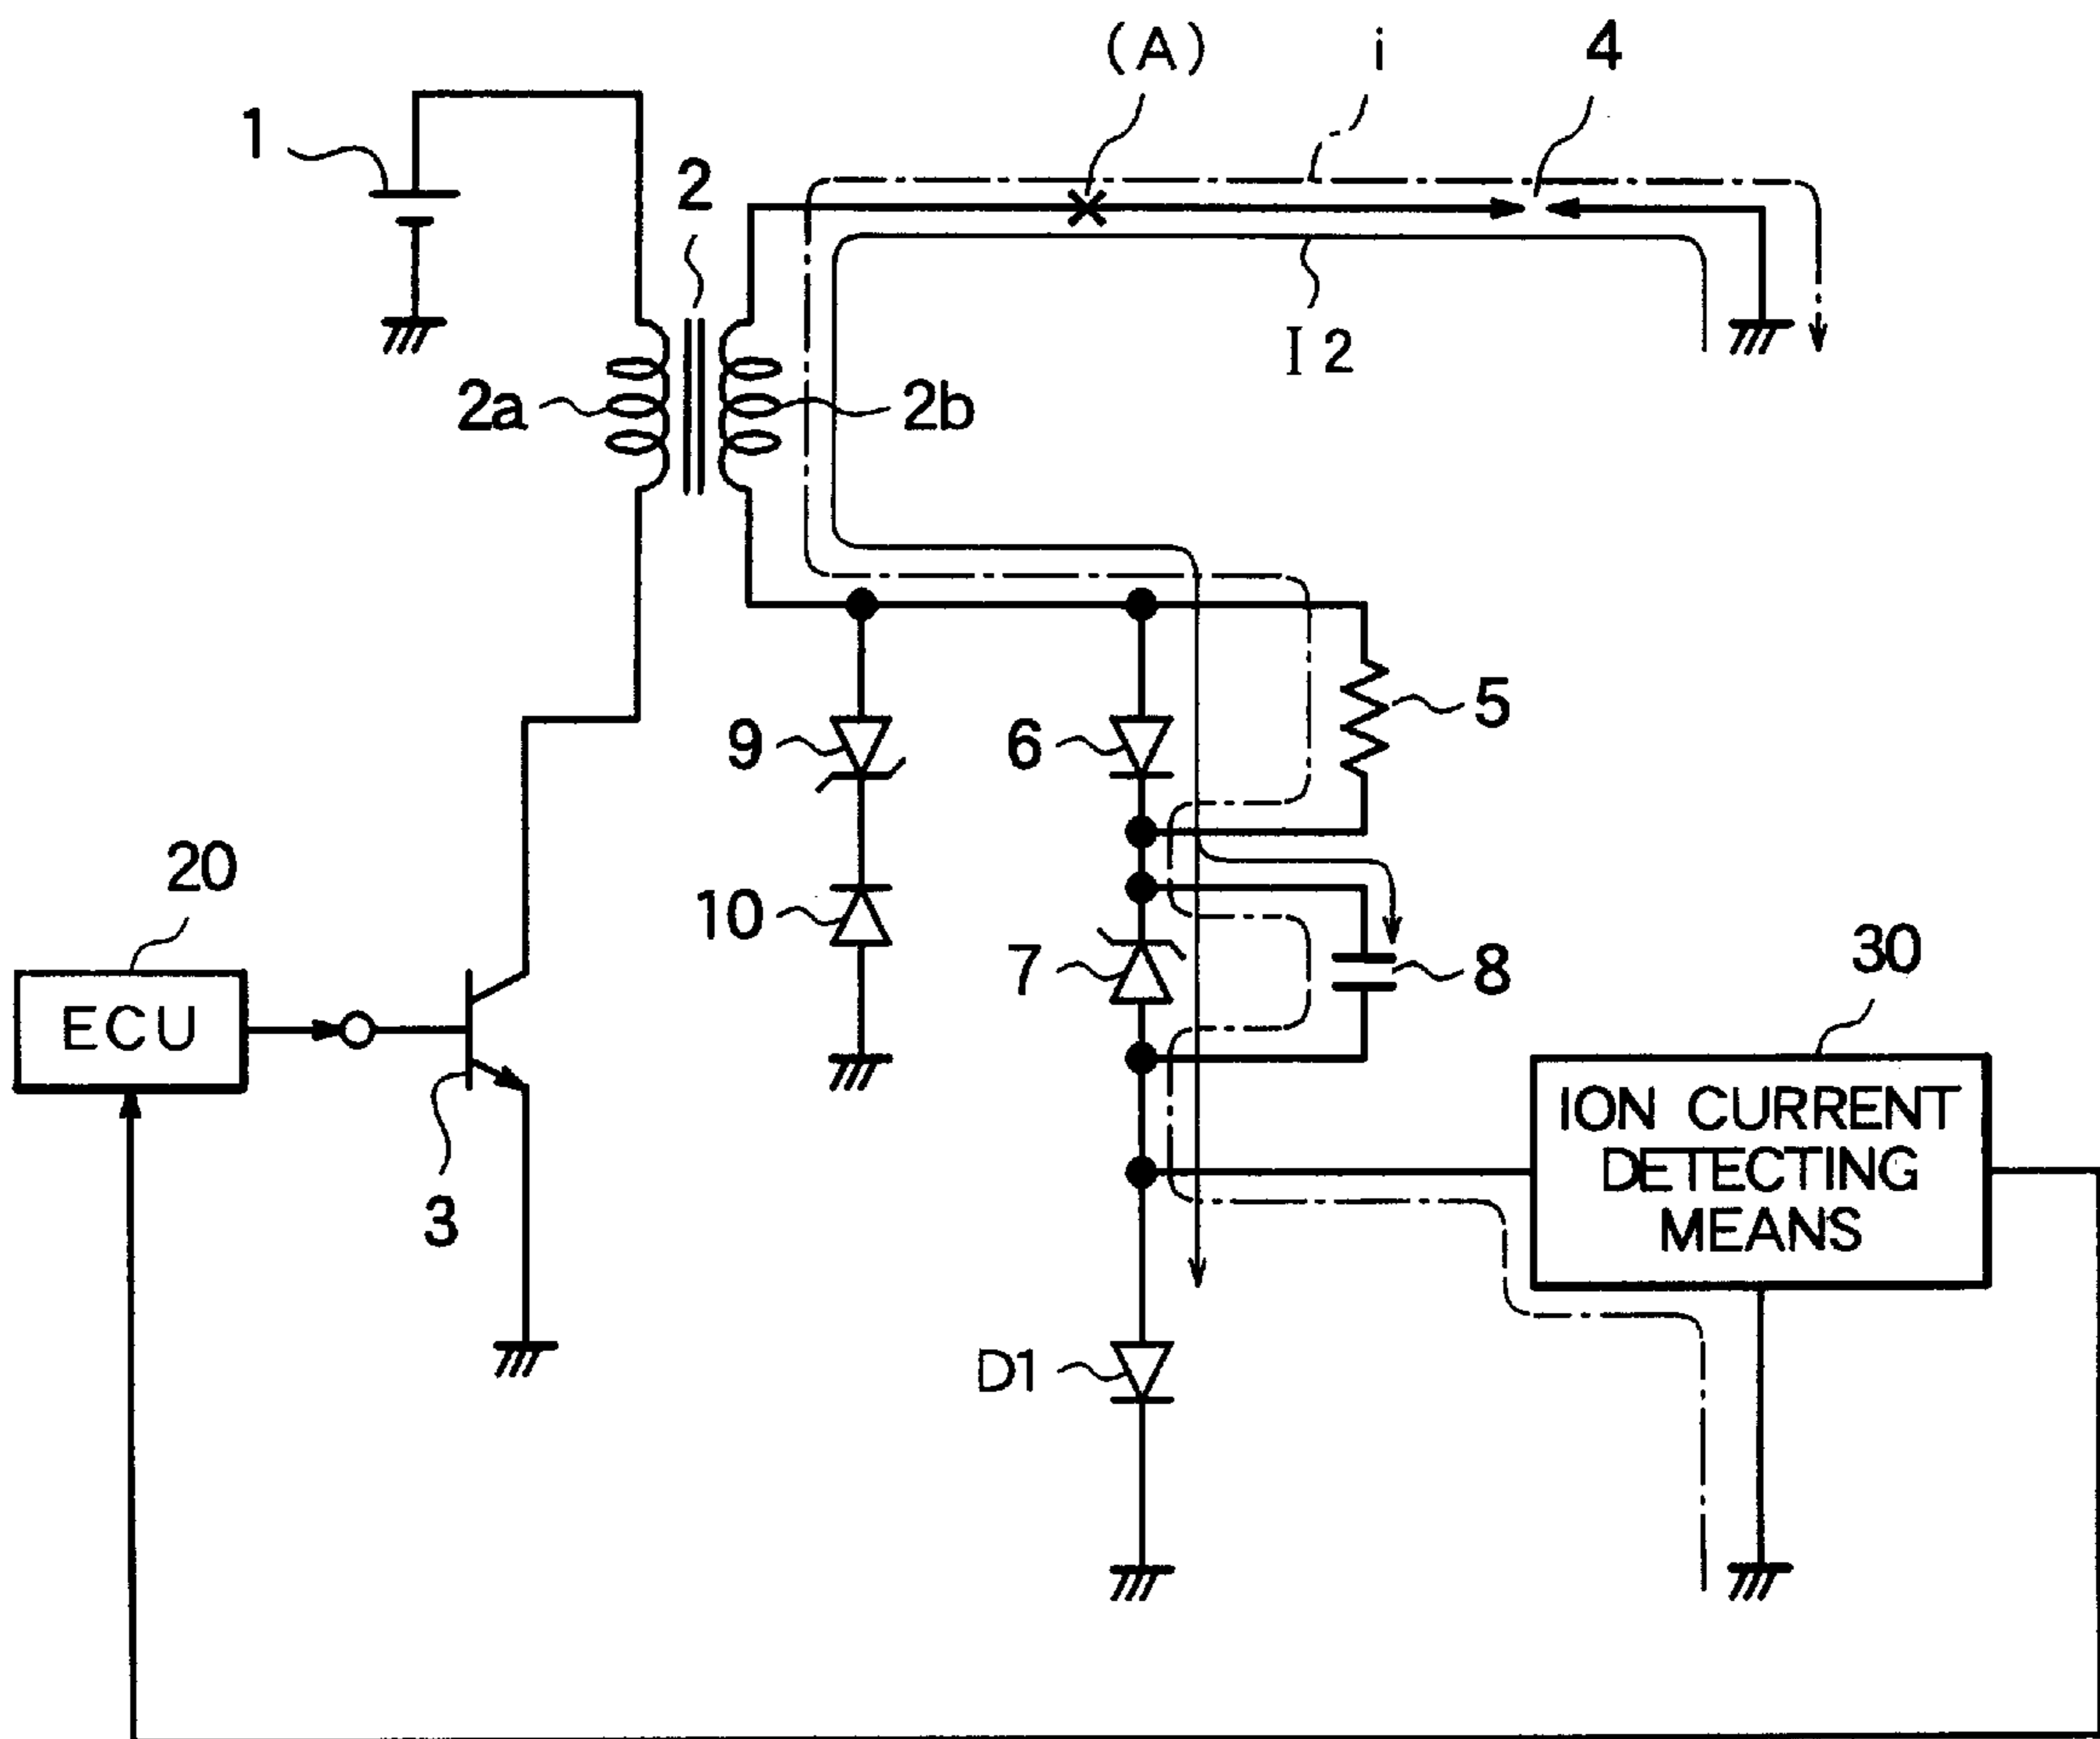 (A)
i
4
1
2
I2
2a
2b
9
6
5
20
10
7
8
30
ECU
ION CURRENT
DETECTING
MEANS
3
D1